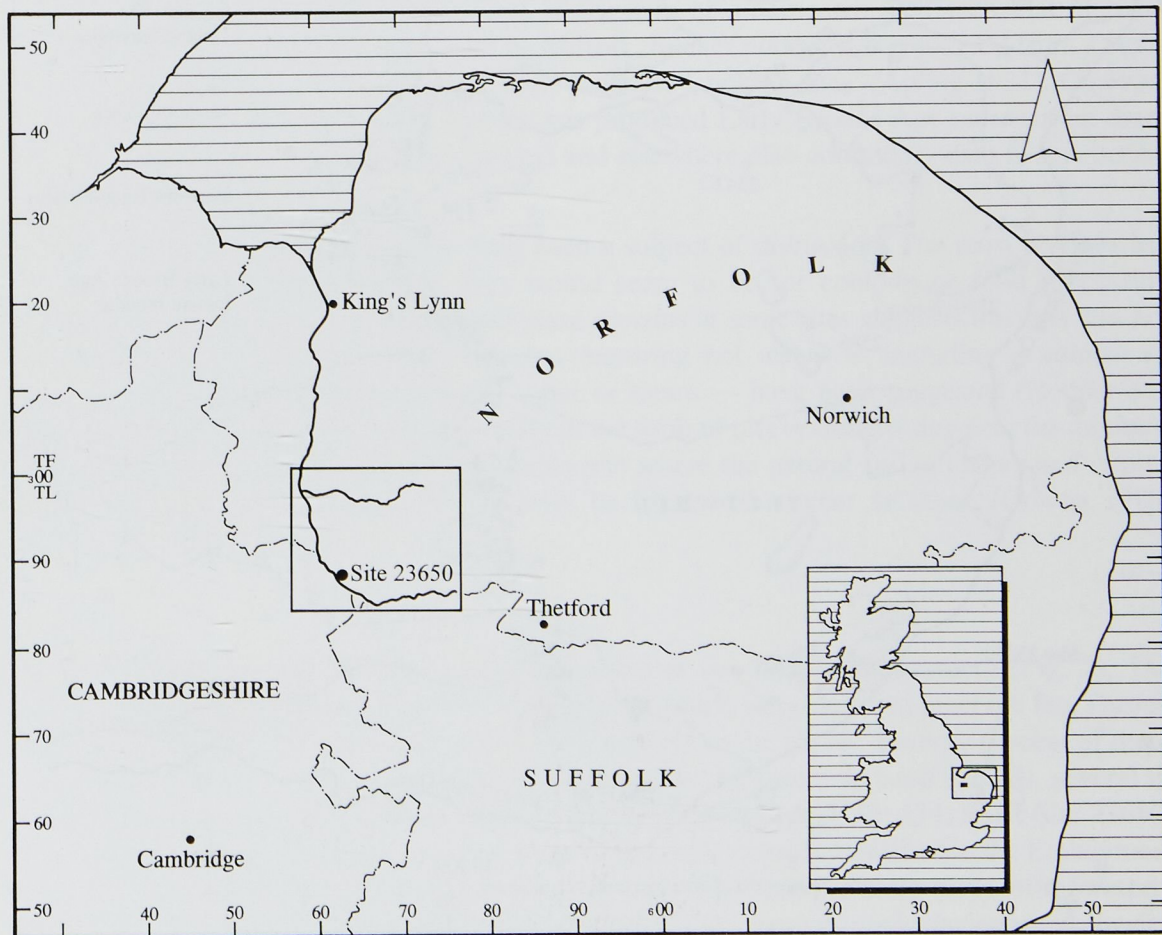 50
40
30
N O R F O L K
20
King's Lynn
10
Norwich
TF
³00
TL
90
Site 23650
Thetford
80
CAMBRIDGESHIRE
70
SUFFOLK
60
Cambridge
50
40 50 60 70 80 90 ⁶00 10 20 30 40 50